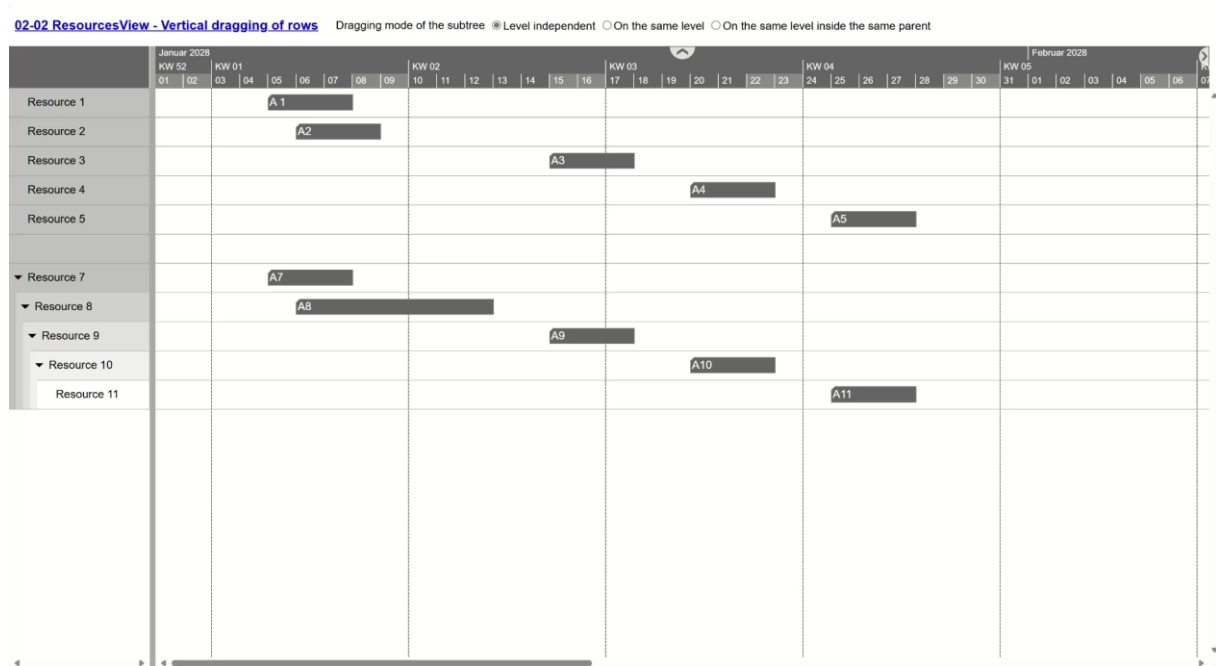 02-02 ResourcesView - Vertical dragging of rows Dragging mode of the subtree Level independent On the same level On the same level inside the same parent
Januar 2028 Februar 2028
KW 52 KW 01 KW 02 KW 03 KW 04 KW 05
01 02 03 04 05 06 07 08 09 10 11 12 13 14 15 16 17 18 19 20 21 22 23 24 25 26 27 28 29 30 31 01 02 03 04 05 06 07
Resource 1 A 1
Resource 2 A2
Resource 3 A3
Resource 4 A4
Resource 5 A5
Resource 7 A7
Resource 8 A8
Resource 9 A9
Resource 10 A10
Resource 11 A11